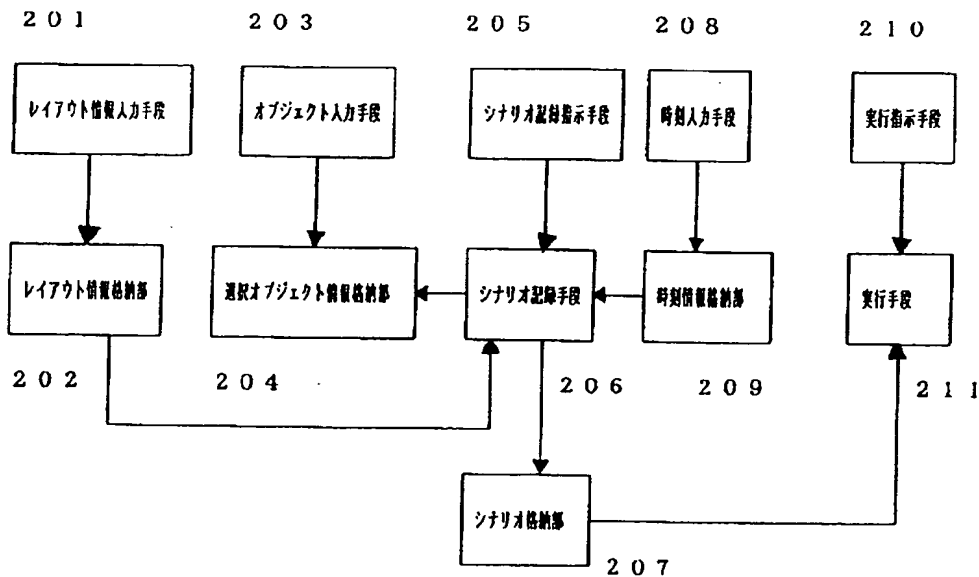 201
203
205
208
210
レイアウト情報入力手段
オブジェクト入力手段
シナリオ記録指示手段
時刻入力手段
実行指示手段
レイアウト情報格納部
選択オブジェクト情報格納部
シナリオ記録手段
時刻情報格納部
実行手段
202
204
206
209
211
シナリオ格納部
207